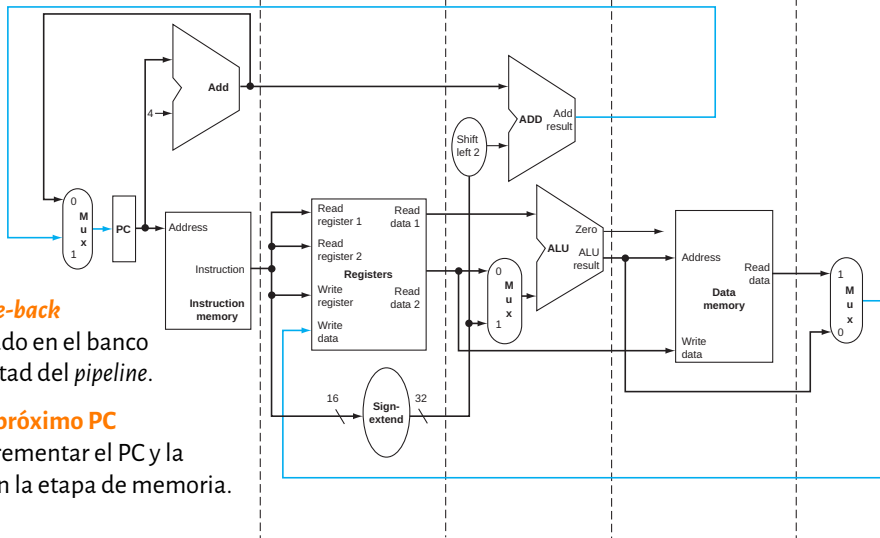 Add
4
ADD
Add
result
Shift
left 2
0
M
u
x
1
PC
Address
Instruction
Instruction
memory
Read
register 1
Read
register 2
Write
register
Write
data
Registers
Read
data 1
Read
data 2
0
M
u
x
1
Zero
ALU
ALU
result
Address
Write
data
Read
data
Data
memory
1
M
u
x
0
16
Sign-
extend
32
e-back
do en el banco
tad del pipeline.
próximo PC
rementar el PC y la
n la etapa de memoria.